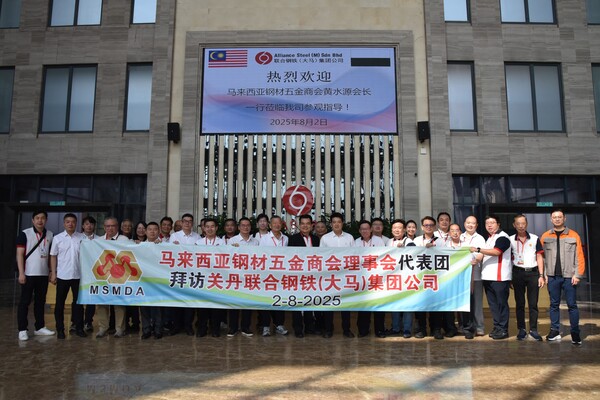 Alliance Steel (M) Sdn Bhd
联合钢铁（大马）集团公司
热烈欢迎
马来西亚钢材五金商会黄水源会长
一行莅临我司参观指导！
2025年8月2日
马来西亚钢材五金商会理事会代表团
拜访关丹联合钢铁(大马)集团公司
MSMDA
2-8-2025